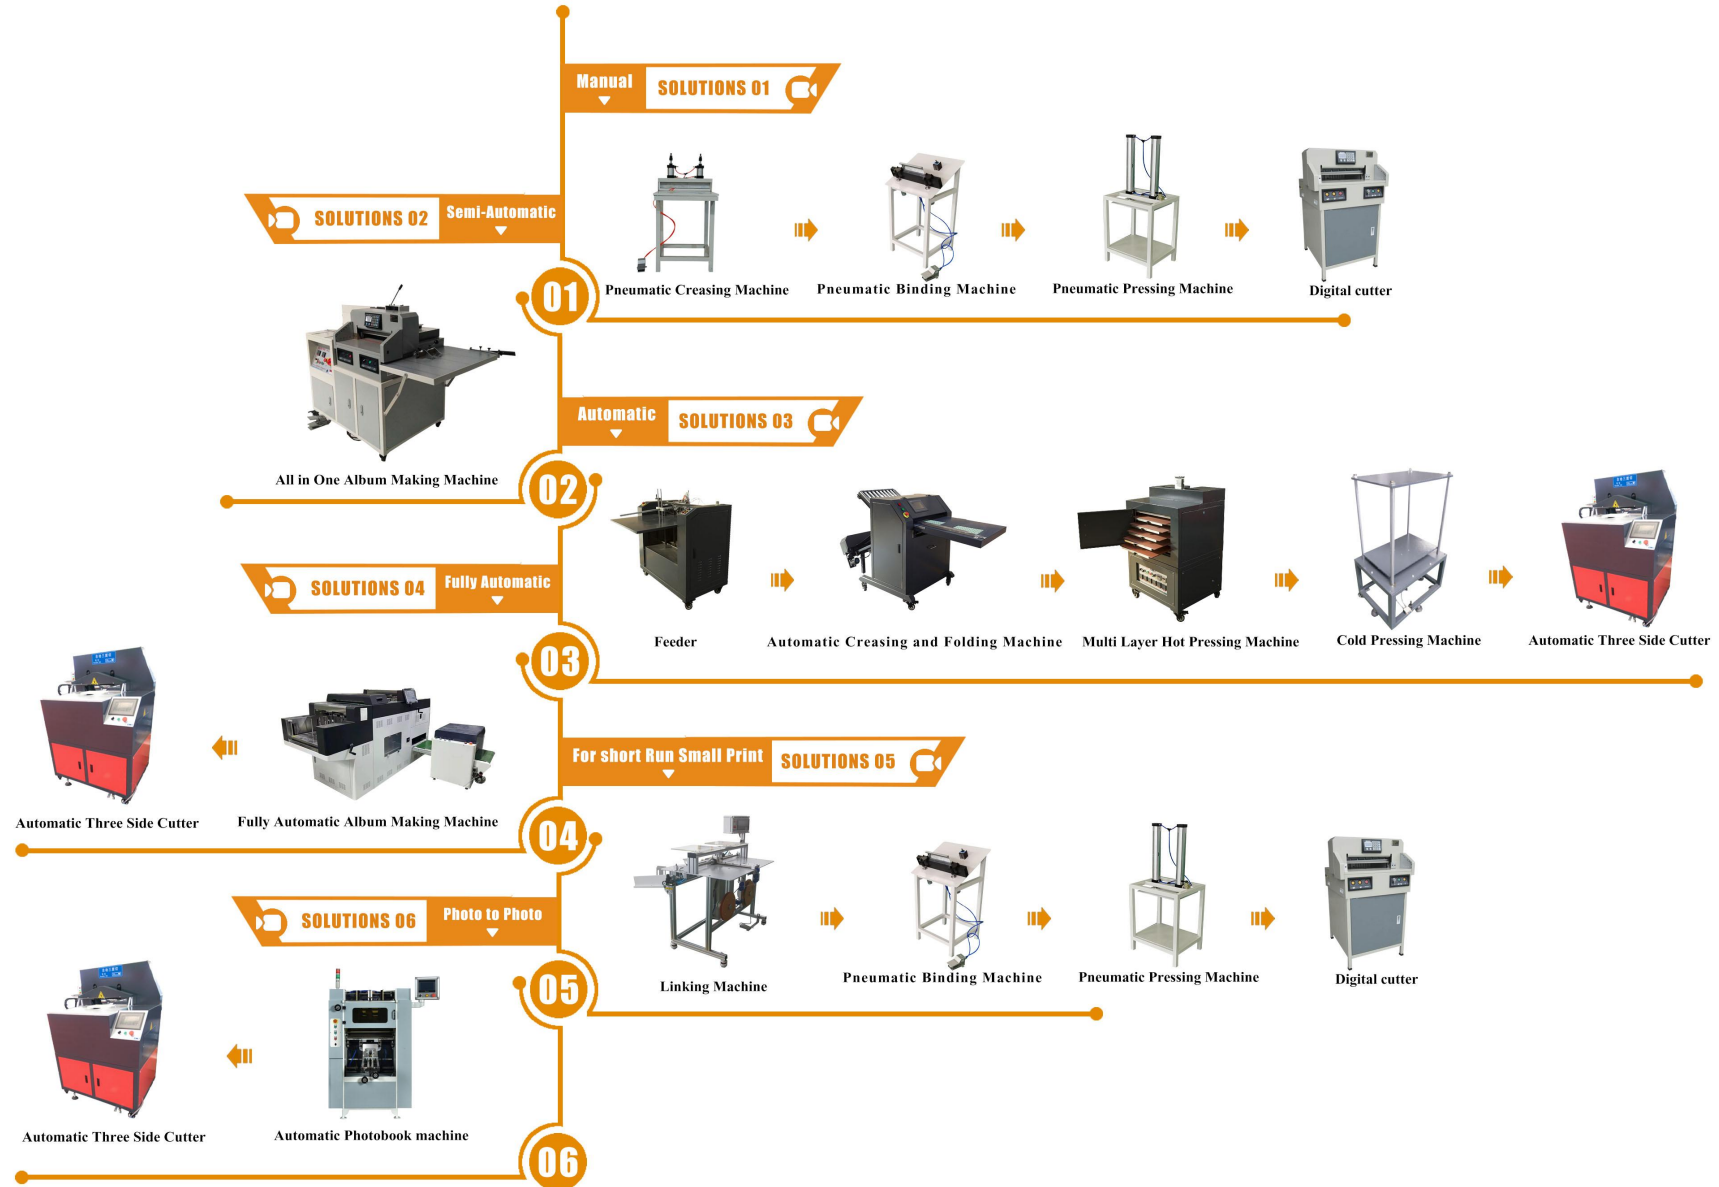 Manual
SOLUTIONS 01
Pneumatic Creasing Machine
Pneumatic Binding Machine
Pneumatic Pressing Machine
Digital cutter
01
SOLUTIONS 02
Semi-Automatic
All in One Album Making Machine
02
Automatic
SOLUTIONS 03
Feeder
Automatic Creasing and Folding Machine
Multi Layer Hot Pressing Machine
Cold Pressing Machine
Automatic Three Side Cutter
03
SOLUTIONS 04
Fully Automatic
Automatic Three Side Cutter
Fully Automatic Album Making Machine
04
For short Run Small Print
SOLUTIONS 05
Linking Machine
Pneumatic Binding Machine
Pneumatic Pressing Machine
Digital cutter
05
SOLUTIONS 06
Photo to Photo
Automatic Three Side Cutter
Automatic Photobook machine
06